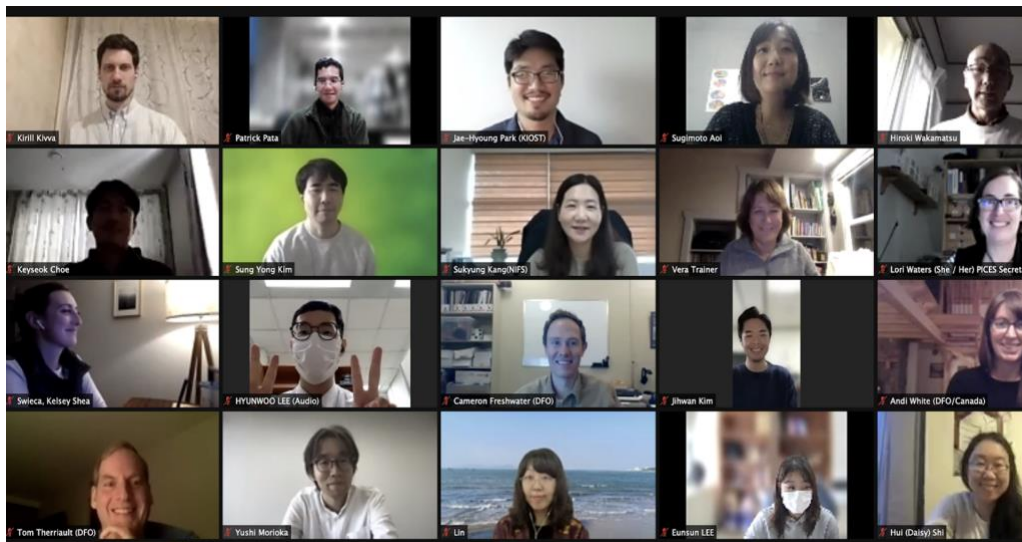 Kirill Kivva
Patrick Pata
Jae-Hyoung Park (KIOST)
Sugimoto Aoi
Hiroki Wakamatsu
Keyseok Choe
Sung Yong Kim
Sukyung Kang(NIFS)
Vera Trainer
Lori Waters (She / Her) PICES Secret
Swieca, Kelsey Shea
HYUNWOO LEE (Audio)
Cameron Freshwater (DFO)
Jihwan Kim
Andi White (DFO/Canada)
Tom Therriault (DFO)
Yushi Morioka
Lin
Eunsun LEE
Hui (Daisy) Shi